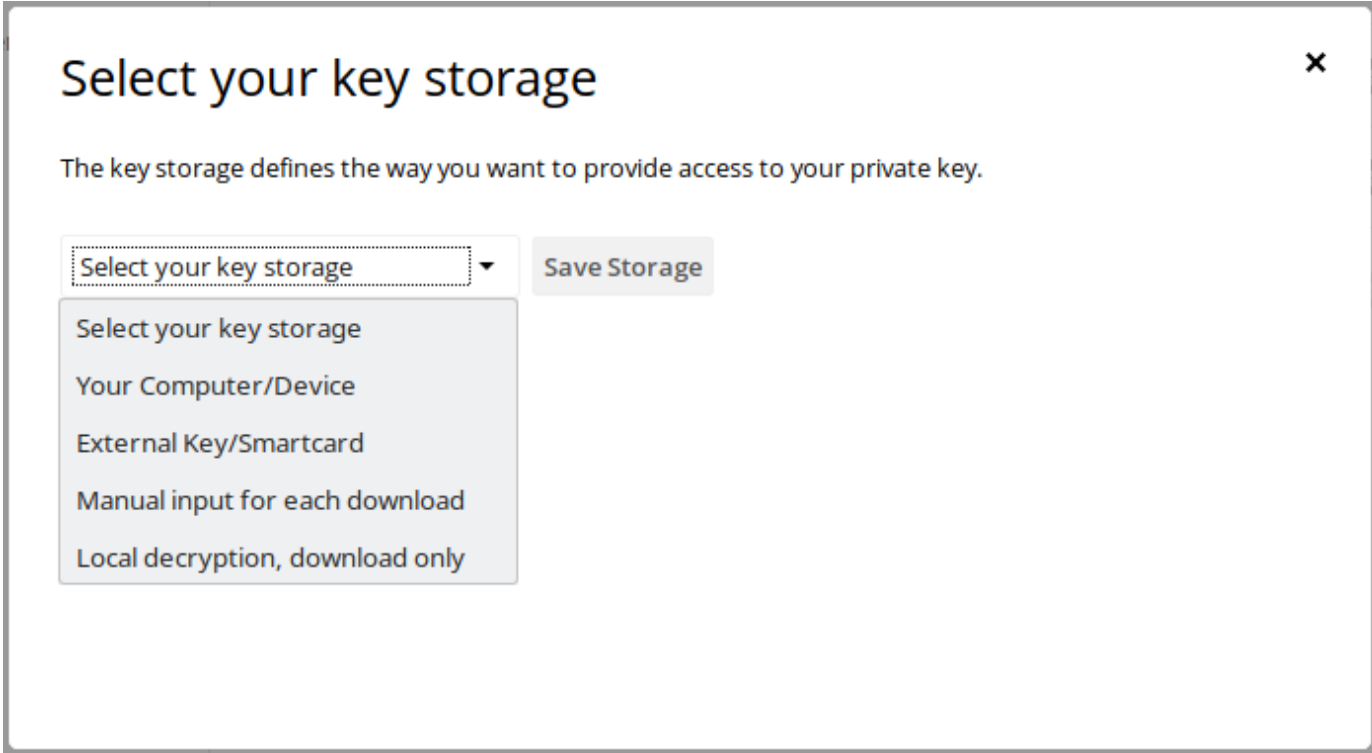 Select your key storage
×
The key storage defines the way you want to provide access to your private key.
Select your key storage
Save Storage
Select your key storage
Your Computer/Device
External Key/Smartcard
Manual input for each download
Local decryption, download only